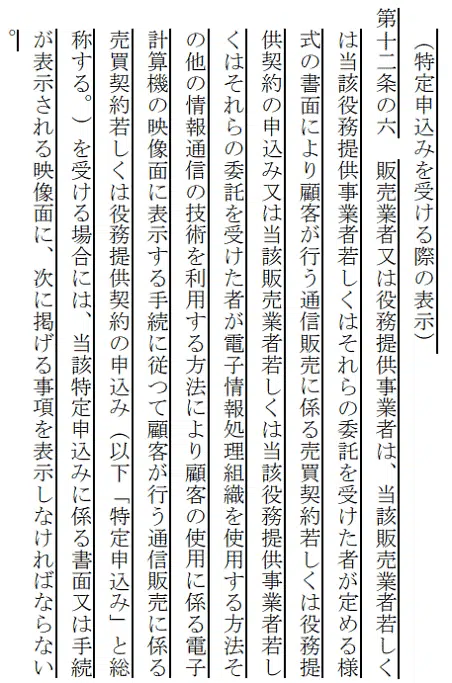 （特定申込みを受ける際の表示）
第十二条の六　販売業者又は役務提供事業者は、当該販売業者若しく
は当該役務提供事業者若しくはそれらの委託を受けた者が定める様
式の書面により顧客が行う通信販売に係る売買契約若しくは役務提
供契約の申込み又は当該販売業者若しくは当該役務提供事業者若し
くはそれらの委託を受けた者が電子情報処理組織を使用する方法そ
の他の情報通信の技術を利用する方法により顧客の使用に係る電子
計算機の映像面に表示する手続に従つて顧客が行う通信販売に係る
売買契約若しくは役務提供契約の申込み（以下「特定申込み」と総
称する。）を受ける場合には、当該特定申込みに係る書面又は手続
が表示される映像面に、次に掲げる事項を表示しなければならない
。